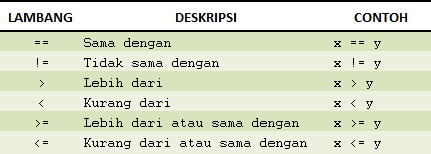 LAMBANG DESKRIPSI CONTOH
== Sama dengan x == y
!= Tidak sama dengan x != y
> Lebih dari x > y
< Kurang dari x < y
>= Lebih dari atau sama dengan x >= y
<= Kurang dari atau sama dengan x <= y